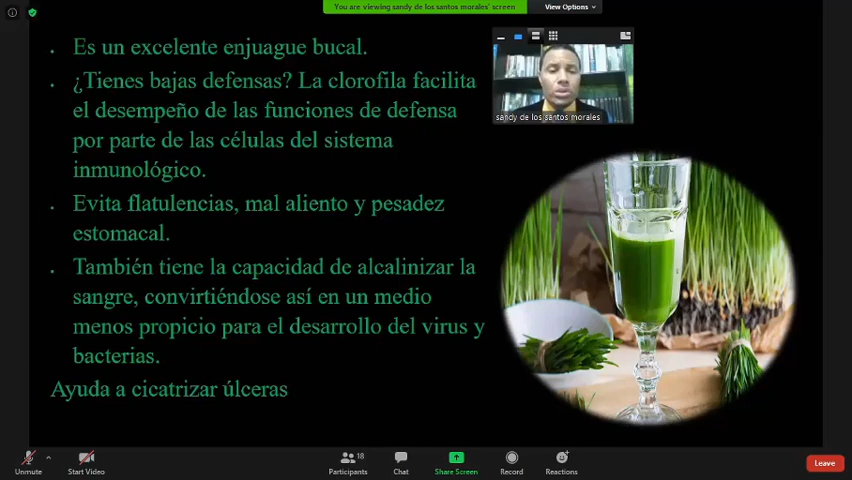 You are viewing sandy de los santos morales' screen
View Options
Es un excelente enjuague bucal.
¿Tienes bajas defensas? La clorofila facilita
el desempeño de las funciones de defensa
por parte de las células del sistema
inmunológico.
Evita flatulencias, mal aliento y pesadez
estomacal.
También tiene la capacidad de alcalinizar la
sangre, convirtiéndose así en un medio
menos propicio para el desarrollo del virus y
bacterias.
Ayuda a cicatrizar úlceras
sandy de los santos morales
Unmute
Start Video
18
Participants
Chat
Share Screen
Record
Reactions
Leave